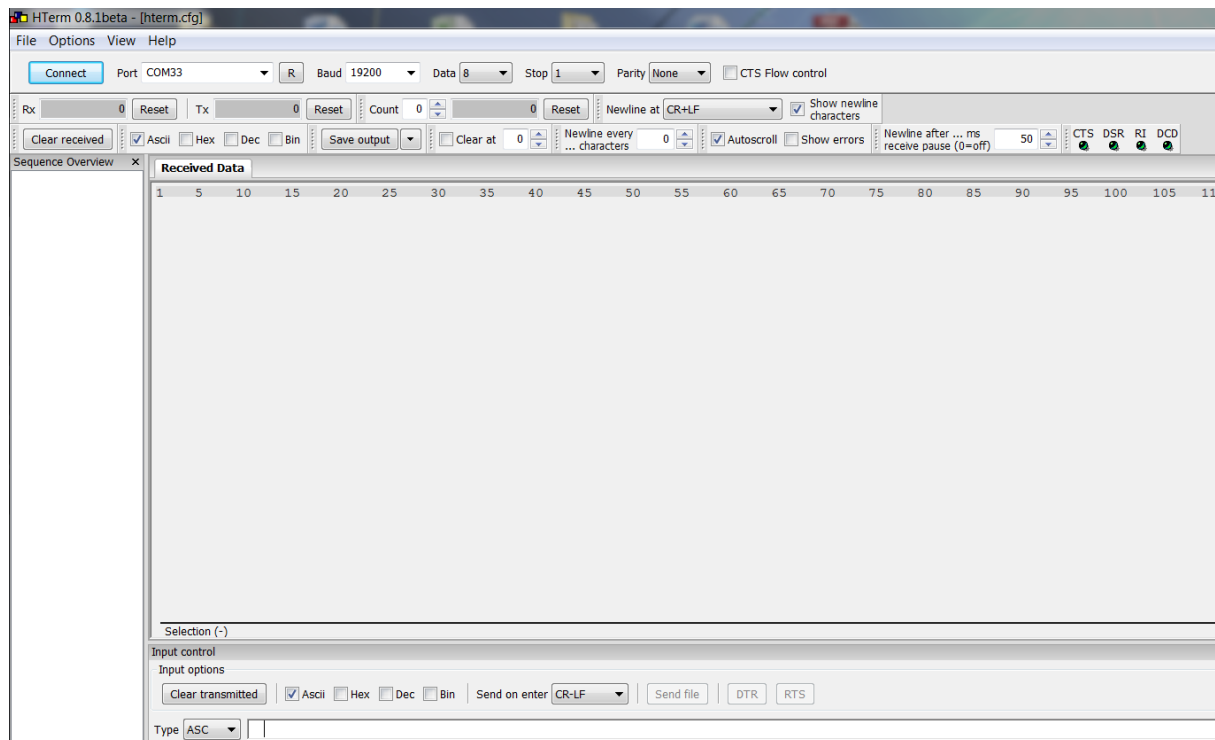 HTerm 0.8.1beta - [hterm.cfg]
File Options View Help
Connect Port COM33 R Baud 19200 Data 8 Stop 1 Parity None CTS Flow control
Rx 0 Reset Tx 0 Reset Count 0 0 Reset Newline at CR+LF Show newline
characters
Clear received Ascii Hex Dec Bin Save output Clear at 0 Newline every
... characters 0 Autoscroll Show errors Newline after ... ms
receive pause (0=off) 50 CTS DSR RI DCD
Sequence Overview x Received Data
1 5 10 15 20 25 30 35 40 45 50 55 60 65 70 75 80 85 90 95 100 105 11
Selection (-)
Input control
Input options
Clear transmitted Ascii Hex Dec Bin Send on enter CR-LF Send file DTR RTS
Type ASC